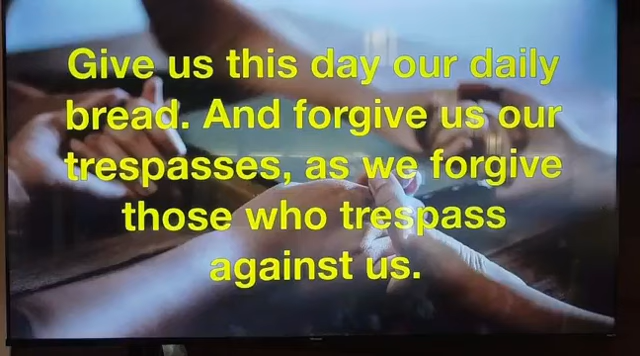 Give us this day our daily
bread. And forgive us our
trespasses, as we forgive
those who trespass
against us.